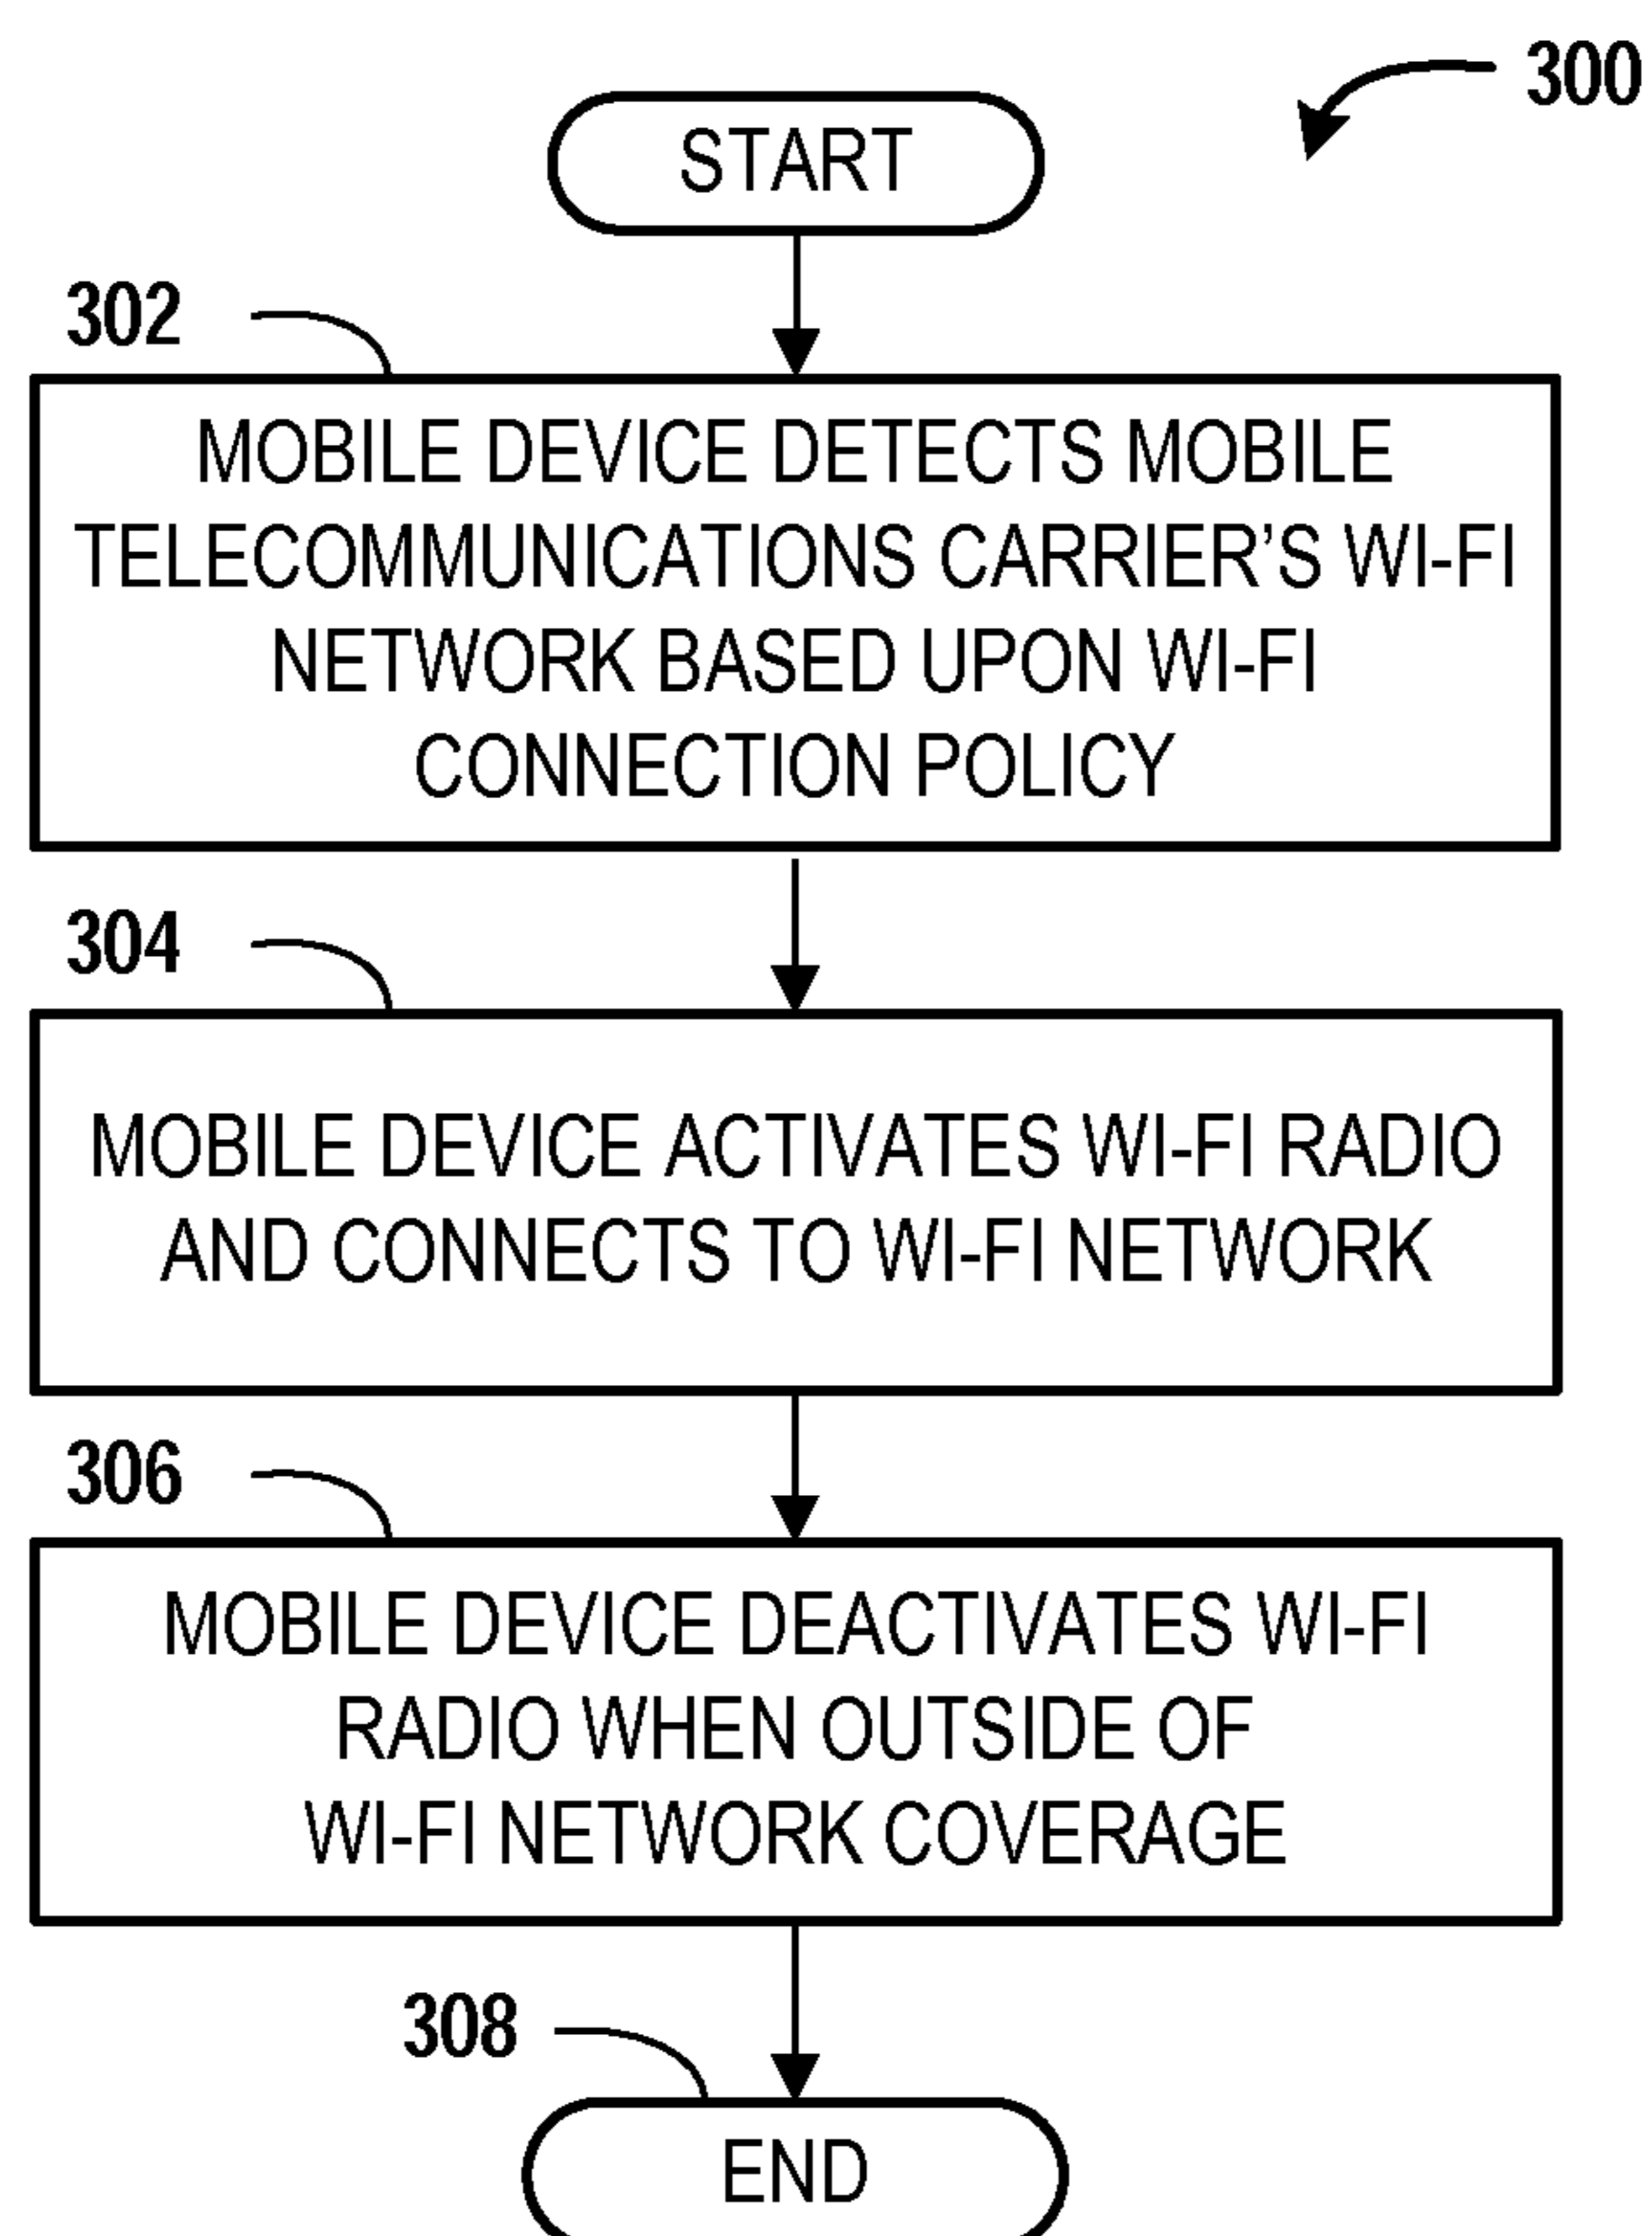 300
START
302
MOBILE DEVICE DETECTS MOBILE
TELECOMMUNICATIONS CARRIER’S WI-FI
NETWORK BASED UPON WI-FI
CONNECTION POLICY
304
MOBILE DEVICE ACTIVATES WI-FI RADIO
AND CONNECTS TO WI-FI NETWORK
306
MOBILE DEVICE DEACTIVATES WI-FI
RADIO WHEN OUTSIDE OF
WI-FI NETWORK COVERAGE
308
END